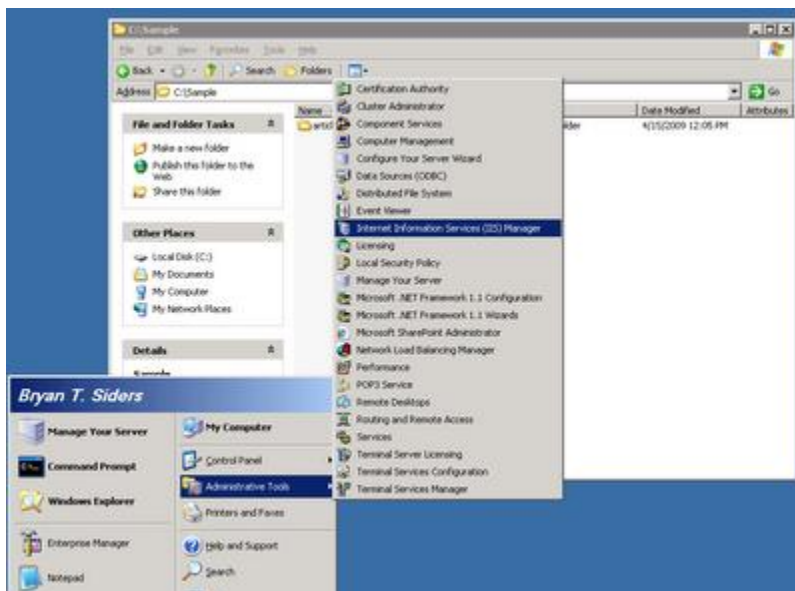 C:\Sample
File Edit View Favorites Tools Help
Back Search Folders
Address C:\Sample Go
Name Date Modified Attributes
artic lder 4/15/2009 12:05 PM
File and Folder Tasks
Make a new folder
Publish this folder to the
Web
Share this folder
Other Places
Local Disk (C:)
My Documents
My Computer
My Network Places
Details
Sample
Certification Authority
Cluster Administrator
Component Services
Computer Management
Configure Your Server Wizard
Data Sources (ODBC)
Distributed File System
Event Viewer
Internet Information Services (IIS) Manager
Licensing
Local Security Policy
Manage Your Server
Microsoft .NET Framework 1.1 Configuration
Microsoft .NET Framework 1.1 Wizards
Microsoft SharePoint Administrator
Network Load Balancing Manager
Performance
POP3 Service
Remote Desktops
Routing and Remote Access
Services
Terminal Server Licensing
Terminal Services Configuration
Terminal Services Manager
Bryan T. Siders
Manage Your Server
Command Prompt
Windows Explorer
Enterprise Manager
Notepad
My Computer
Control Panel
Administrative Tools
Printers and Faxes
Help and Support
Search